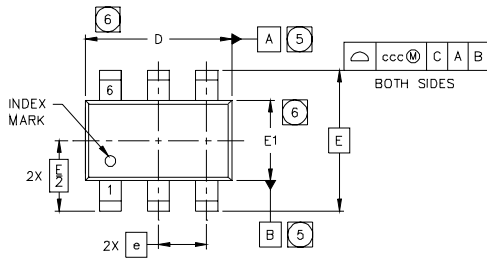 6
D
A 5
⌓ ccc Ⓜ C A B
BOTH SIDES
6
INDEX
MARK
6
E1
E
2X E/2
1
B 5
2X e